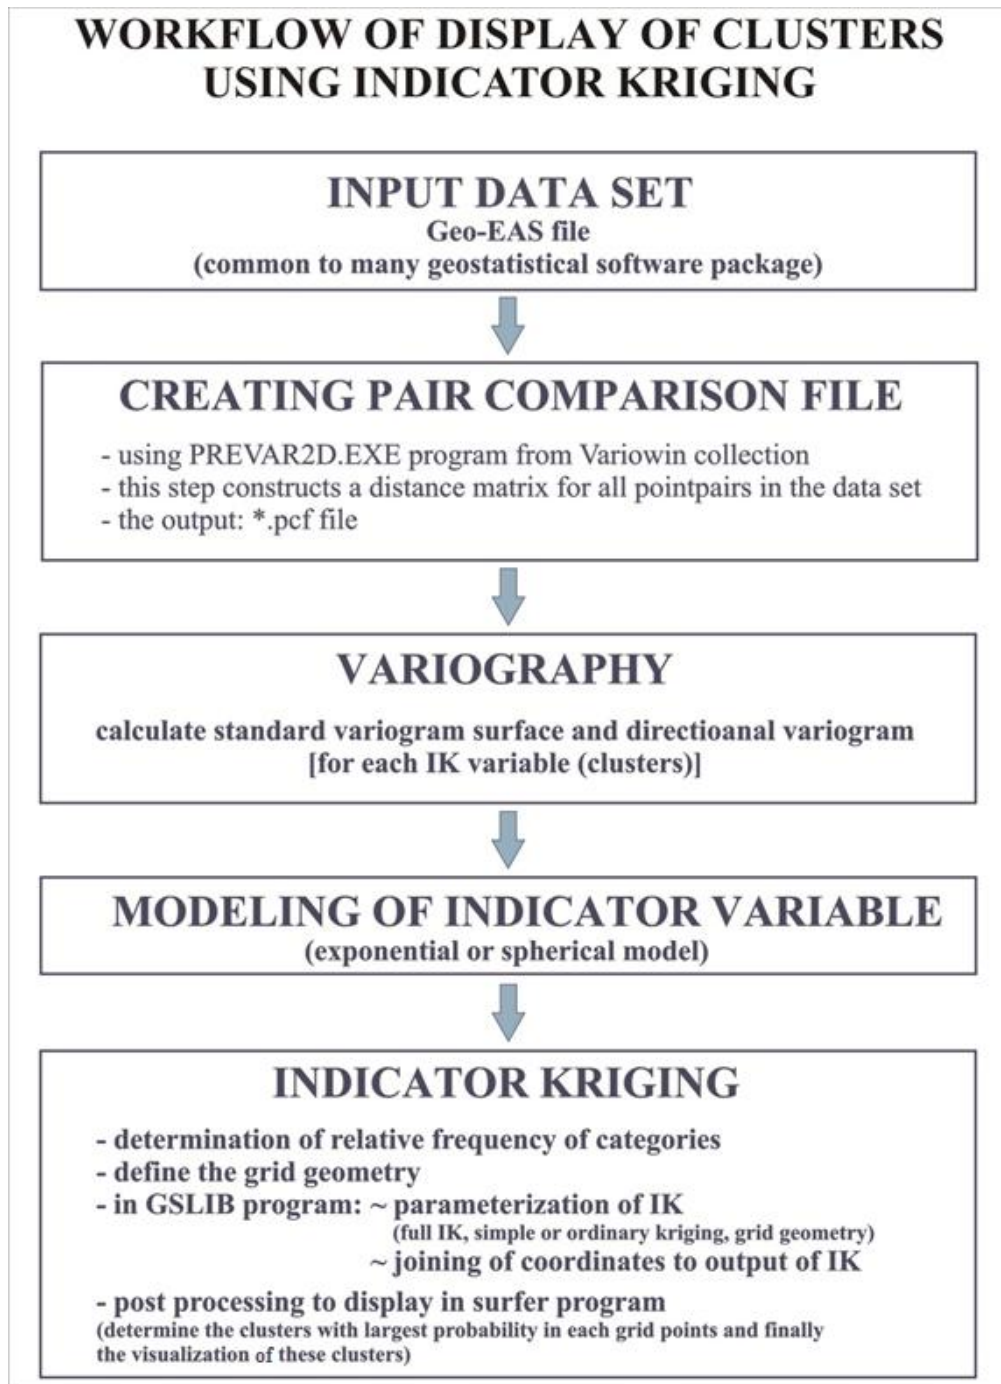 WORKFLOW OF DISPLAY OF CLUSTERS
USING INDICATOR KRIGING
INPUT DATA SET
Geo-EAS file
(common to many geostatistical software package)
CREATING PAIR COMPARISON FILE
- using PREVAR2D.EXE program from Variowin collection
- this step constructs a distance matrix for all pointpairs in the data set
- the output: *.pcf file
VARIOGRAPHY
calculate standard variogram surface and directioanal variogram
[for each IK variable (clusters)]
MODELING OF INDICATOR VARIABLE
(exponential or spherical model)
INDICATOR KRIGING
- determination of relative frequency of categories
- define the grid geometry
- in GSLIB program: ~ parameterization of IK
(full IK, simple or ordinary kriging, grid geometry)
~ joining of coordinates to output of IK
- post processing to display in surfer program
(determine the clusters with largest probability in each grid points and finally
the visualization of these clusters)